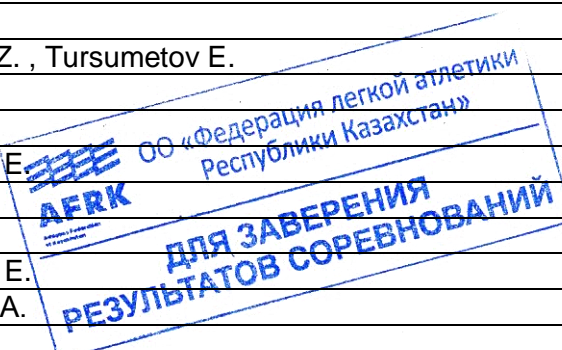 Z. , Tursumetov E.
ОО «Федерация легкой атлетики
Республики Казахстан»
E.
AFRK
ДЛЯ ЗАВЕРЕНИЯ
РЕЗУЛЬТАТОВ СОРЕВНОВАНИЙ
E.
A.